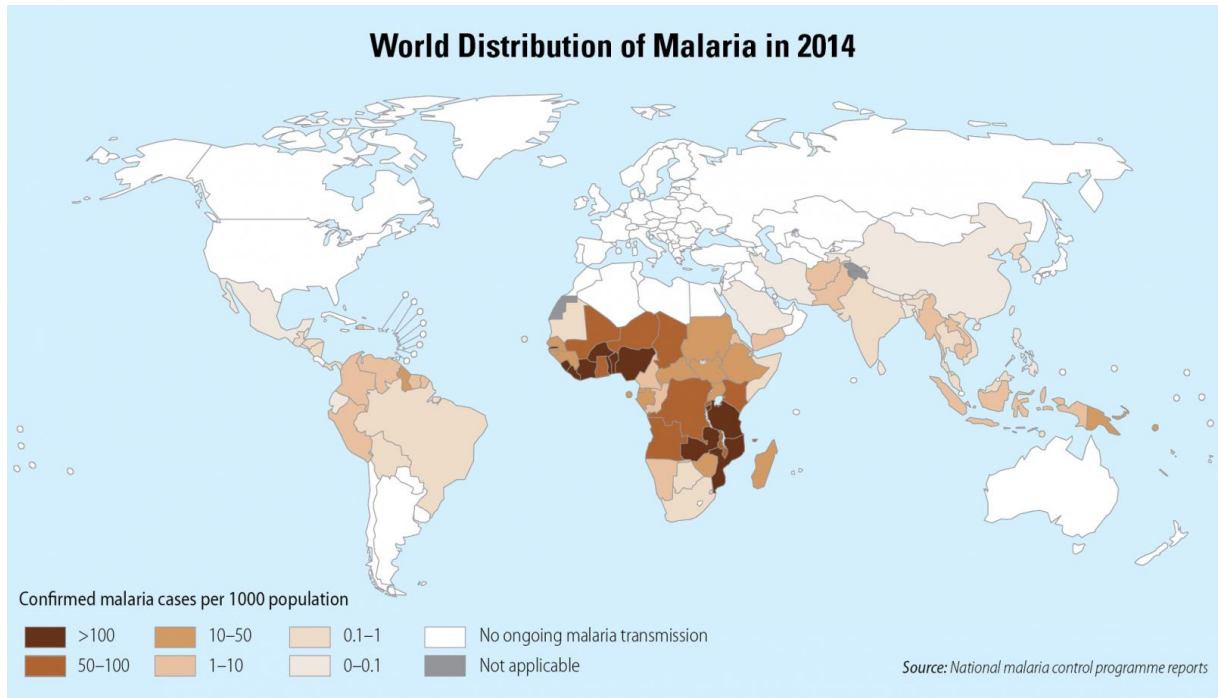 World Distribution of Malaria in 2014
Confirmed malaria cases per 1000 population
>100
10–50
0.1–1
No ongoing malaria transmission
50–100
1–10
0–0.1
Not applicable
Source: National malaria control programme reports